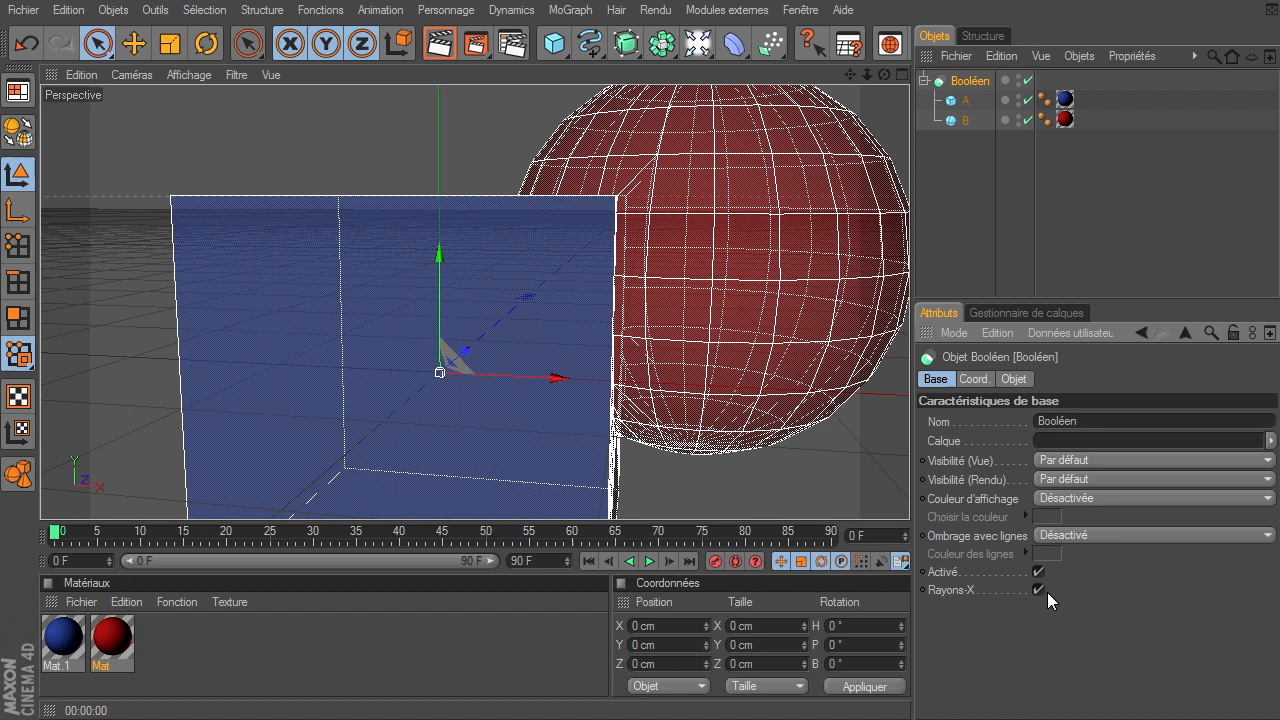 Fichier Edition Objets Outils Sélection Structure Fonctions Animation Personnage Dynamics MoGraph Hair Rendu Modules externes Fenêtre Aide
Edition Caméras Affichage Filtre Vue
Perspective
Y
Z
X
0 5 10 15 20 25 30 35 40 45 50 55 60 65 70 75 80 85 90 0 F
0 F 0 F 90 F 90 F
Matériaux
Fichier Edition Fonction Texture
Mat.1 Mat
MAXON
CINEMA 4D
00:00:00
Coordonnées
Position Taille Rotation
X 0 cm X 0 cm H 0 °
Y 0 cm Y 0 cm P 0 °
Z 0 cm Z 0 cm B 0 °
Objet Taille Appliquer
Objets Structure
Fichier Edition Vue Objets Propriétés
Booléen
A
B
Attributs Gestionnaire de calques
Mode Edition Données utilisateu
Objet Booléen [Booléen]
Base Coord. Objet
Caractéristiques de base
Nom . . . . . . . . . . . . Booléen
Calque . . . . . . . . . .
Visibilité (Vue). . . . . Par défaut
Visibilité (Rendu). . . Par défaut
Couleur d'affichage Désactivée
Choisir la couleur
Ombrage avec lignes Désactivé
Couleur des lignes
Activé. . . . . . . . . . .
Rayons-X . . . . . . . .